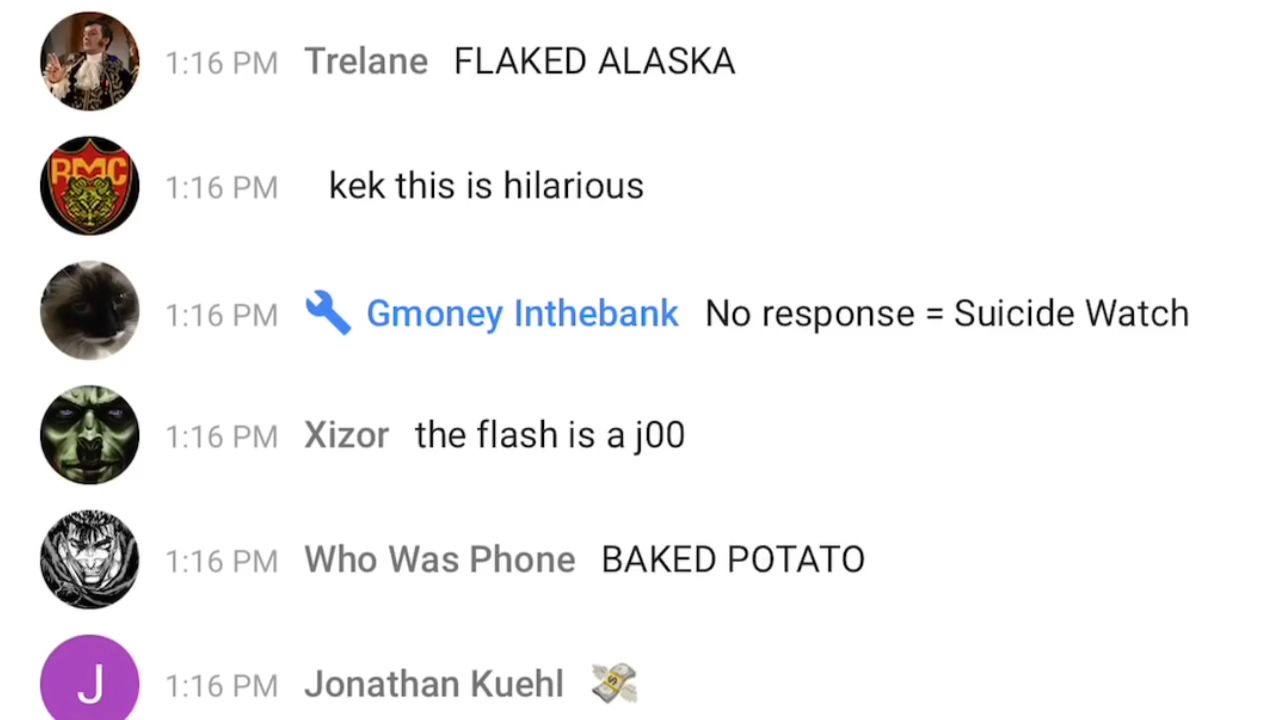 1:16 PM Trelane FLAKED ALASKA
RMC
1:16 PM kek this is hilarious
1:16 PM Gmoney Inthebank No response = Suicide Watch
1:16 PM Xizor the flash is a j00
1:16 PM Who Was Phone BAKED POTATO
J 1:16 PM Jonathan Kuehl 💸